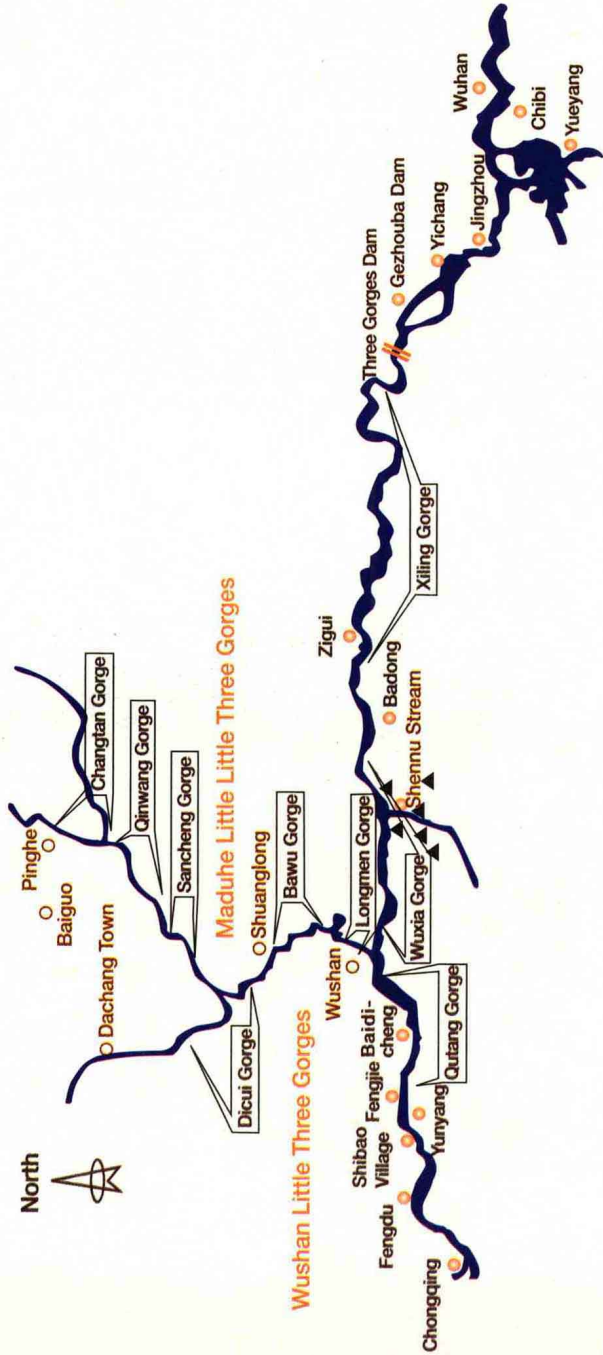 North
Pinghe
Baiguo
Dachang Town
Changtan Gorge
Qinwang Gorge
Sancheng Gorge
Maduhe Little Little Three Gorges
Shuanglong
Bawu Gorge
Dicui Gorge
Wushan Little Three Gorges
Wushan
Longmen Gorge
Wuxia Gorge
Qutang Gorge
Chongqing
Fengdu
Shibao
Village
Yunyang
Fengjie
Baidi-
cheng
Shennu Stream
Badong
Zigui
Xiling Gorge
Three Gorges Dam
Gezhouba Dam
Yichang
Jingzhou
Wuhan
Chibi
Yueyang